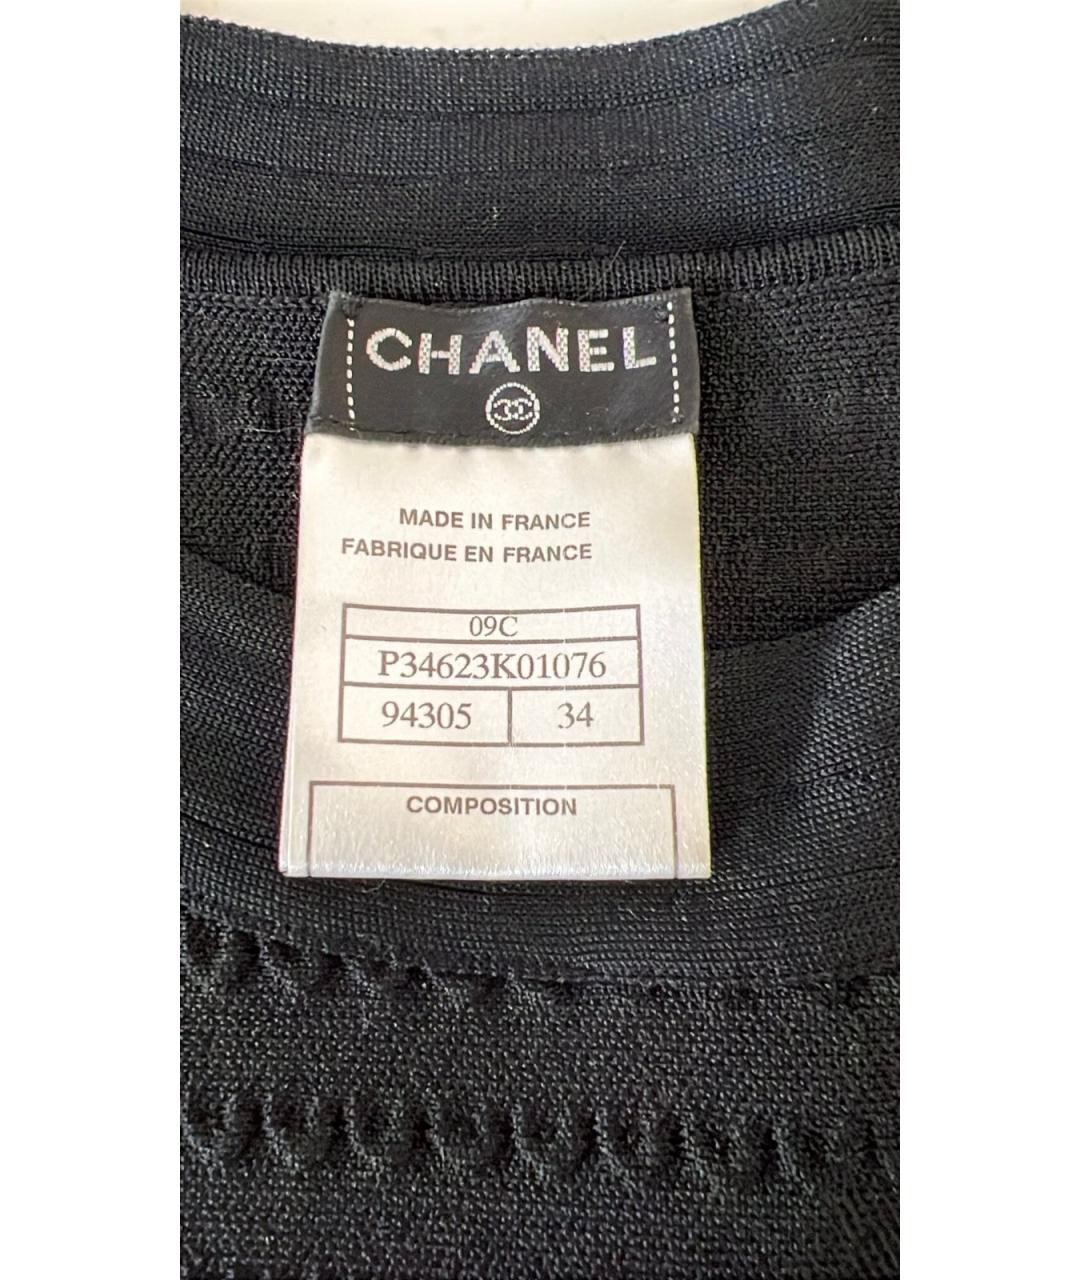 CHANEL
MADE IN FRANCE
FABRIQUE EN FRANCE
09C
P34623K01076
94305 34
COMPOSITION